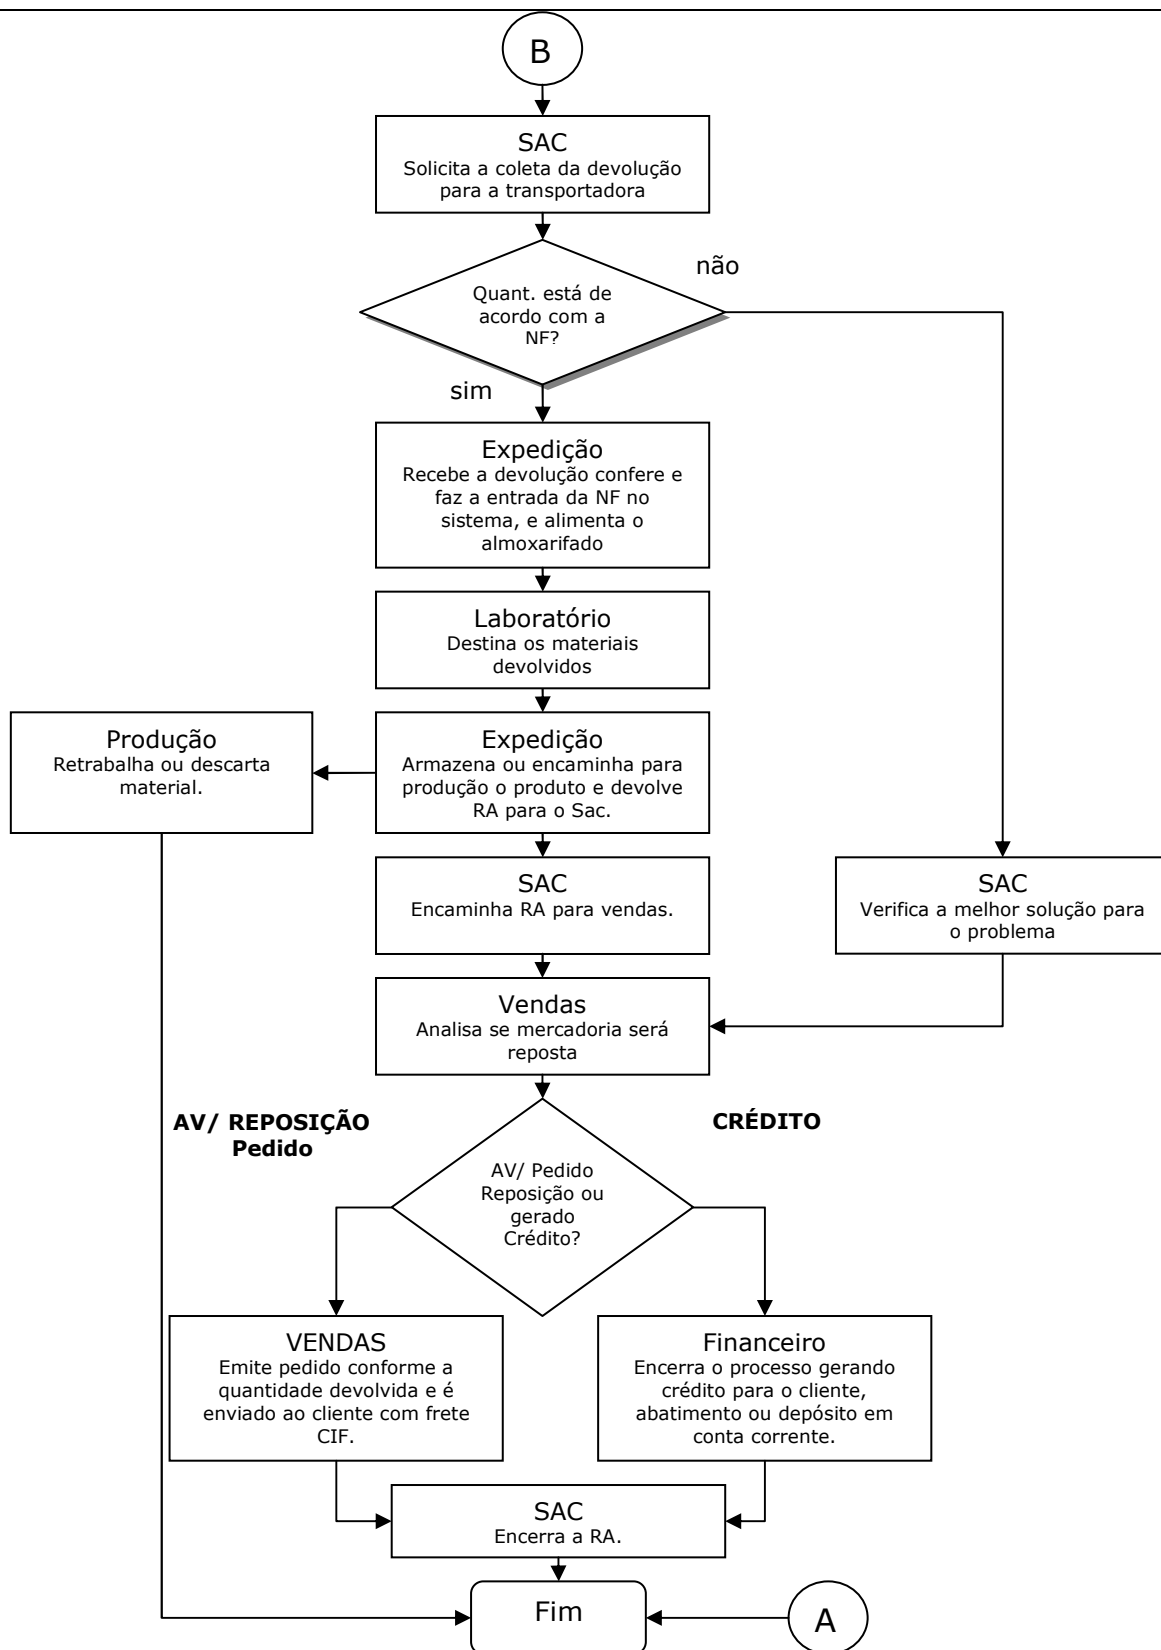 B
SAC
Solicita a coleta da devolução
para a transportadora
não
Quant. está de
acordo com a
NF?
sim
Expedição
Recebe a devolução confere e
faz a entrada da NF no
sistema, e alimenta o
almoxarifado
Laboratório
Destina os materiais
devolvidos
Produção
Retrabalha ou descarta
material.
Expedição
Armazena ou encaminha para
produção o produto e devolve
RA para o Sac.
SAC
Encaminha RA para vendas.
SAC
Verifica a melhor solução para
o problema
Vendas
Analisa se mercadoria será
reposta
AV/ REPOSIÇÃO
Pedido
CRÉDITO
AV/ Pedido
Reposição ou
gerado
Crédito?
VENDAS
Emite pedido conforme a
quantidade devolvida e é
enviado ao cliente com frete
CIF.
Financeiro
Encerra o processo gerando
crédito para o cliente,
abatimento ou depósito em
conta corrente.
SAC
Encerra a RA.
Fim
A